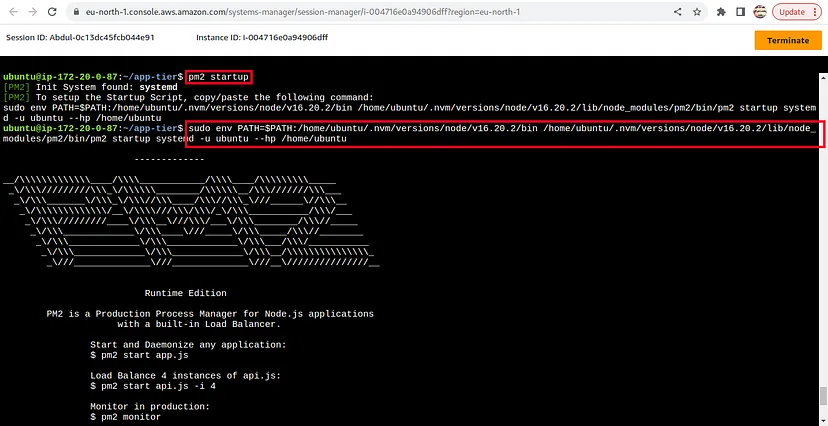 eu-north-1.console.aws.amazon.com/systems-manager/session-manager/i-004716e0a94906dff?region=eu-north-1
Update
Session ID: Abdul-0c13dc45fcb044e91
Instance ID: i-004716e0a94906dff
Terminate
ubuntu@ip-172-20-0-87:~/app-tier$ pm2 startup
[PM2] Init System found: systemd
[PM2] To setup the Startup Script, copy/paste the following command:
sudo env PATH=$PATH:/home/ubuntu/.nvm/versions/node/v16.20.2/bin /home/ubuntu/.nvm/versions/node/v16.20.2/lib/node_modules/pm2/bin/pm2 startup system
d -u ubuntu --hp /home/ubuntu
ubuntu@ip-172-20-0-87:~/app-tier$ sudo env PATH=$PATH:/home/ubuntu/.nvm/versions/node/v16.20.2/bin /home/ubuntu/.nvm/versions/node/v16.20.2/lib/node_
modules/pm2/bin/pm2 startup systemd -u ubuntu --hp /home/ubuntu
-------------
Runtime Edition
PM2 is a Production Process Manager for Node.js applications
with a built-in Load Balancer.
Start and Daemonize any application:
$ pm2 start app.js
Load Balance 4 instances of api.js:
$ pm2 start api.js -i 4
Monitor in production:
$ pm2 monitor